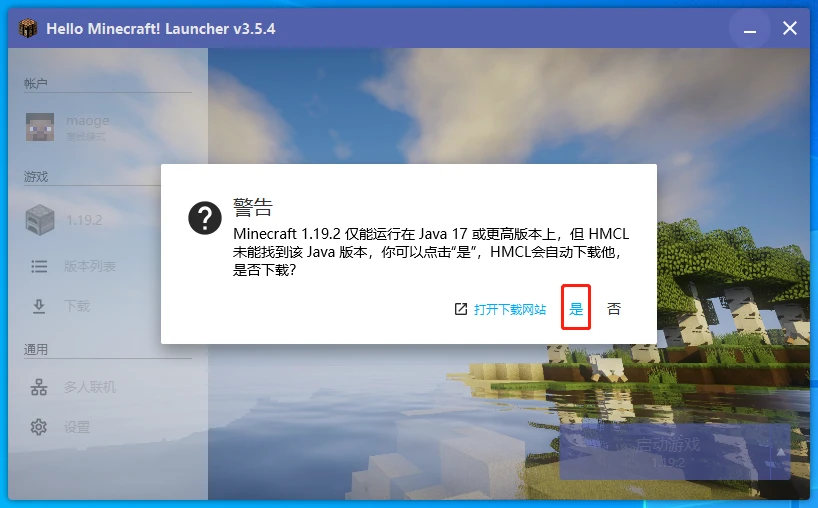 Hello Minecraft! Launcher v3.5.4
帐户
maoge
离线模式
游戏
1.19.2
版本列表
下载
通用
多人联机
设置
警告
Minecraft 1.19.2 仅能运行在 Java 17 或更高版本上，但 HMCL
未能找到该 Java 版本，你可以点击“是”，HMCL会自动下载他，
是否下载？
打开下载网站
是
否
启动游戏
1.19.2